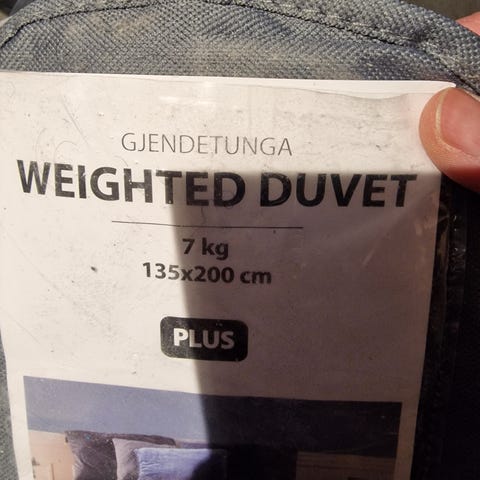 GJENDETUNGA
WEIGHTED DUVET
7 kg
135x200 cm
PLUS